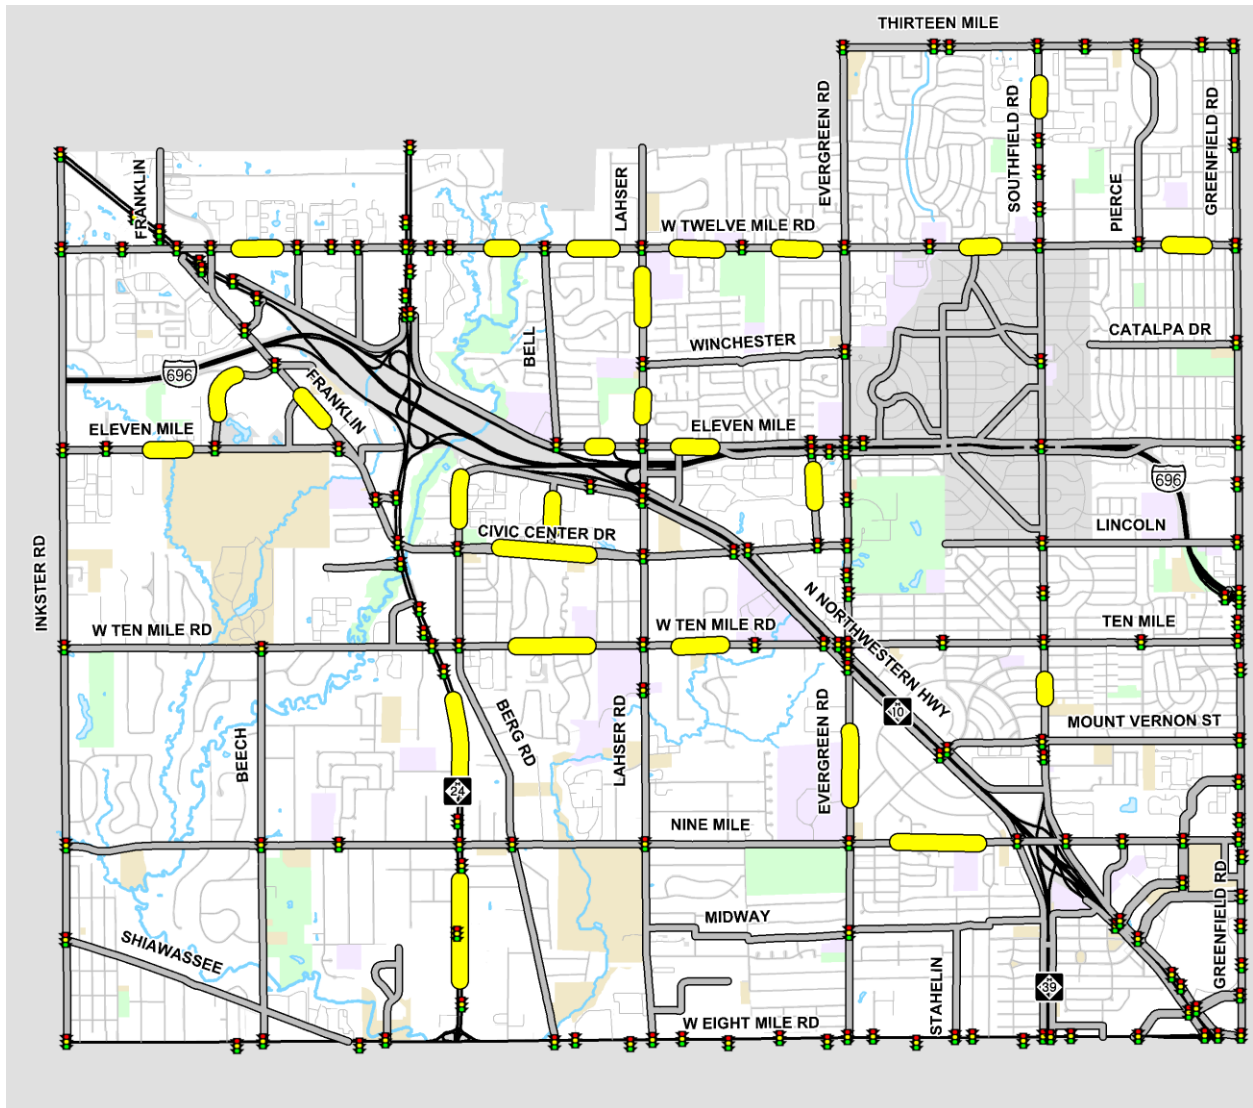 THIRTEEN MILE
FRANKLIN
LAHSER
EVERGREEN RD
SOUTHFIELD RD
PIERCE
GREENFIELD RD
W TWELVE MILE RD
BELL
WINCHESTER
CATALPA DR
696
FRANKLIN
ELEVEN MILE
ELEVEN MILE
696
CIVIC CENTER DR
LINCOLN
INKSTER RD
W TEN MILE RD
W TEN MILE RD
N NORTHWESTERN HWY
TEN MILE
BEECH
BERG RD
LAHSER RD
EVERGREEN RD
10
MOUNT VERNON ST
24
NINE MILE
GREENFIELD RD
MIDWAY
SHIAWASSEE
STAHELIN
39
W EIGHT MILE RD